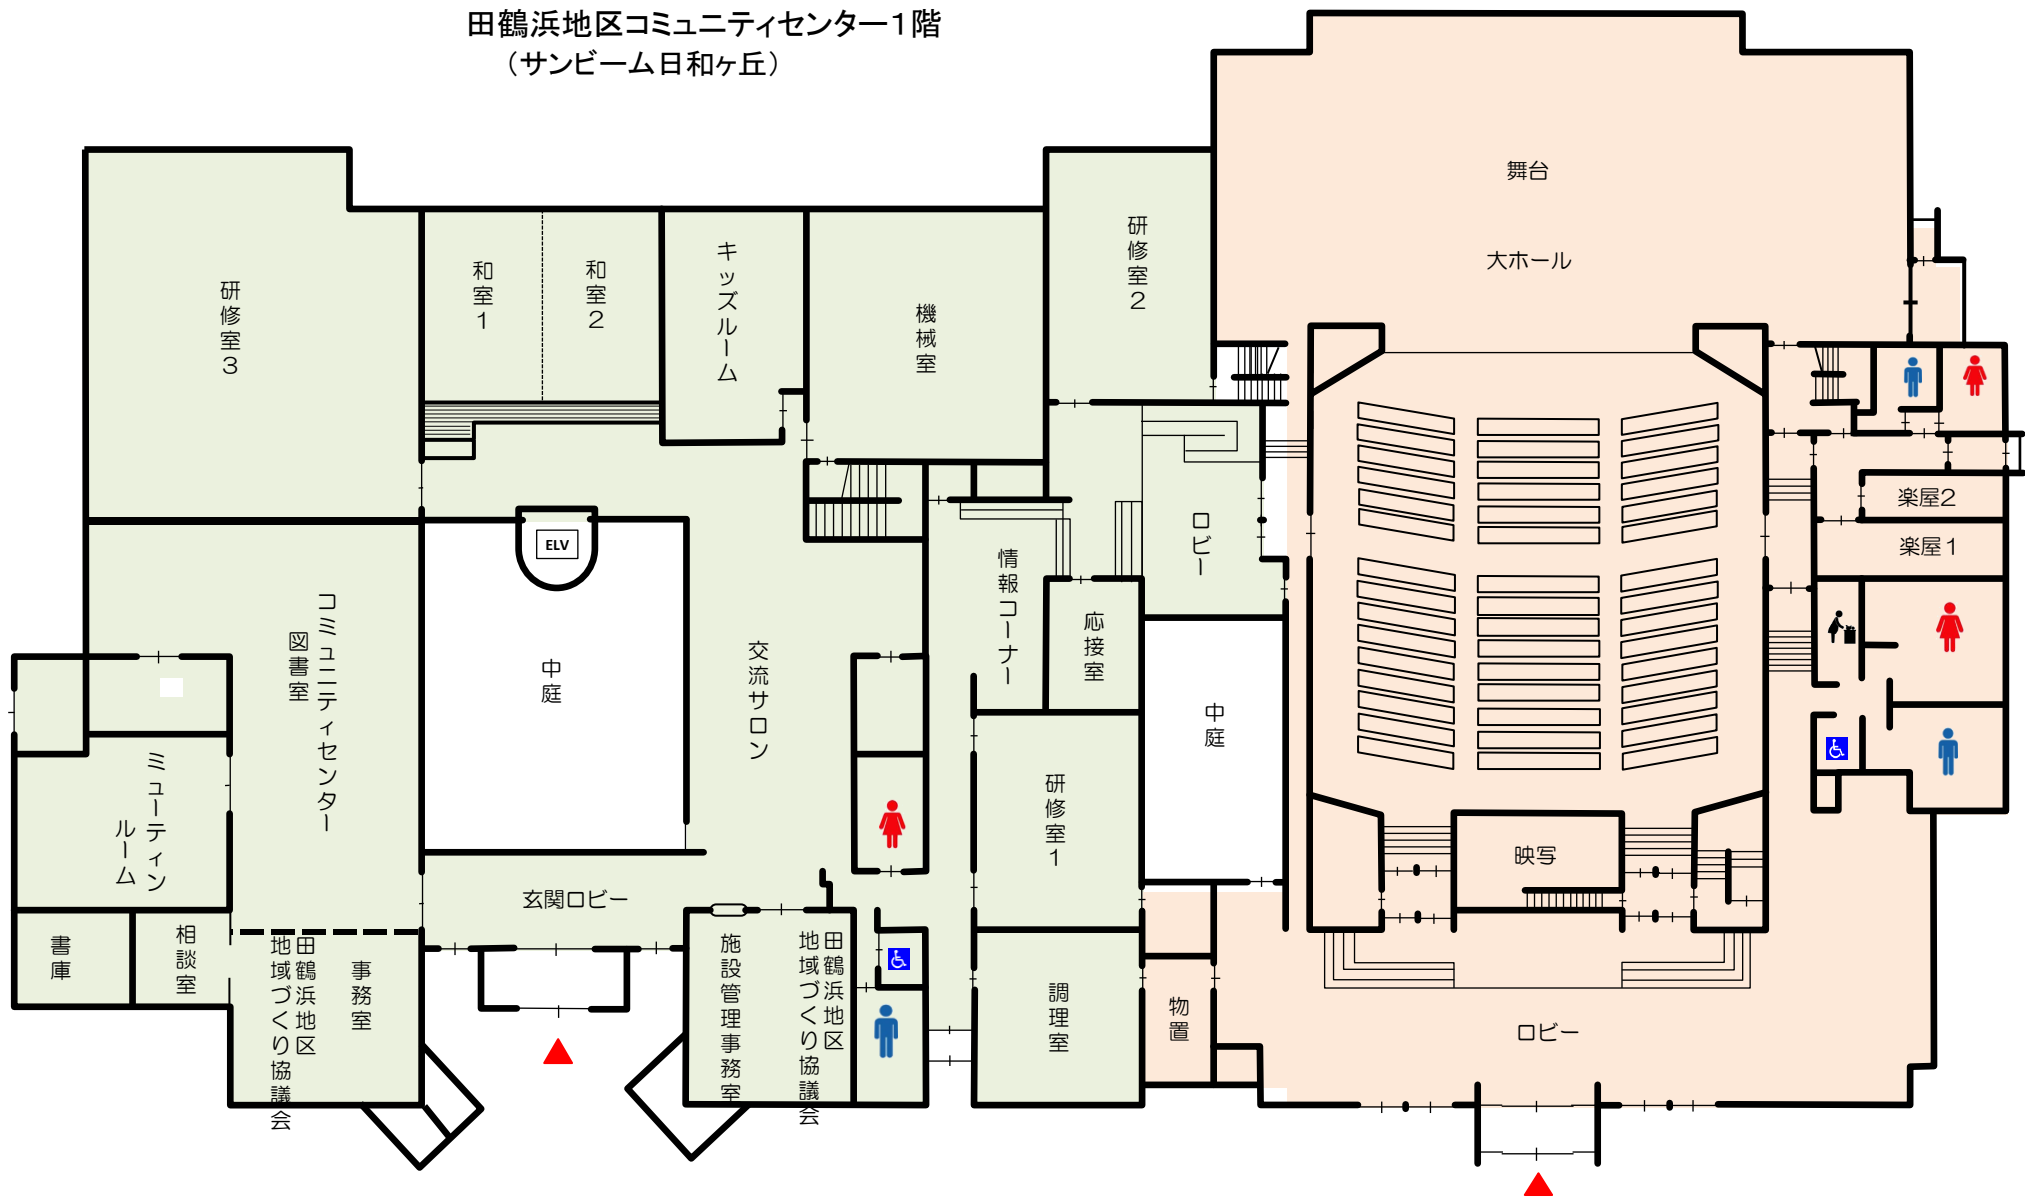 田鶴浜地区コミュニティセンター1階
（サンビーム日和ヶ丘）
舞台
大ホール
研修室2
研修室3
和室1
和室2
キッズルーム
機械室
ロビー
情報コーナー
応接室
楽屋2
楽屋1
ELV
コミュニティセンター
図書室
中庭
交流サロン
中庭
研修室1
ミューティン
ルーム
映写
玄関ロビー
書庫
相談室
事務室
田鶴浜地区
地域づくり協議会
施設管理事務室
田鶴浜地区
地域づくり協議会
調理室
物置
ロビー